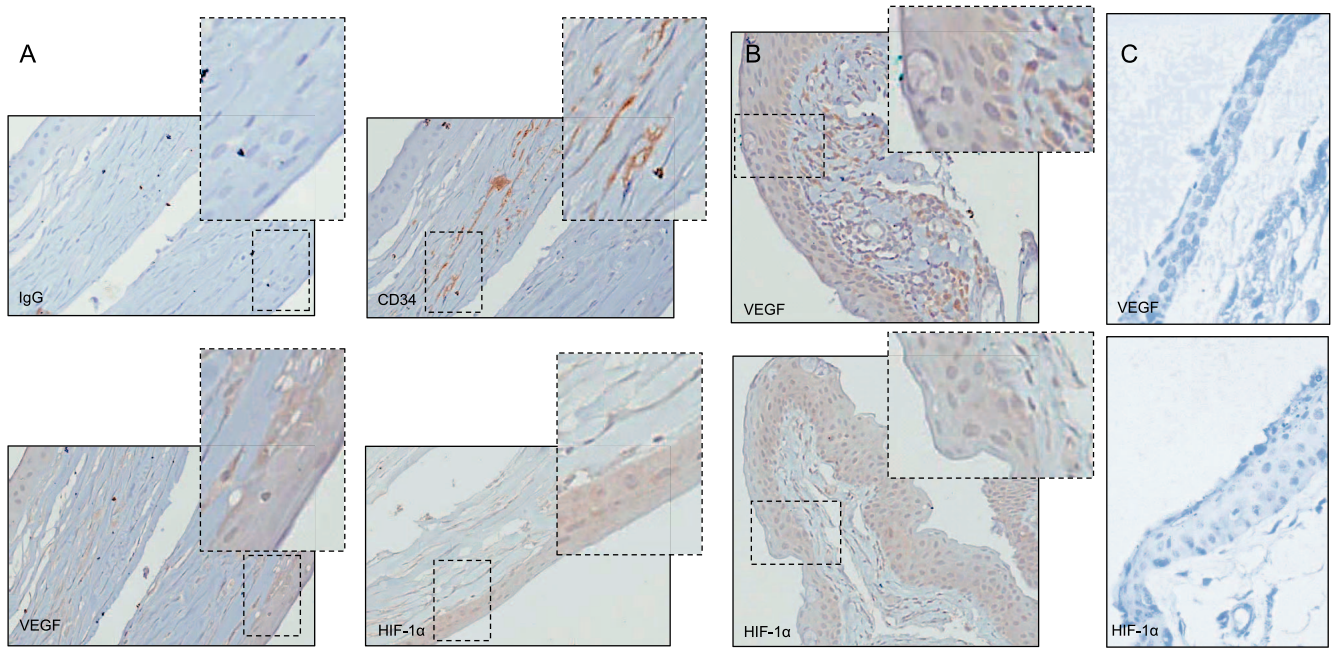 A
B
C
IgG
CD34
VEGF
VEGF
VEGF
HIF-1α
HIF-1α
HIF-1α